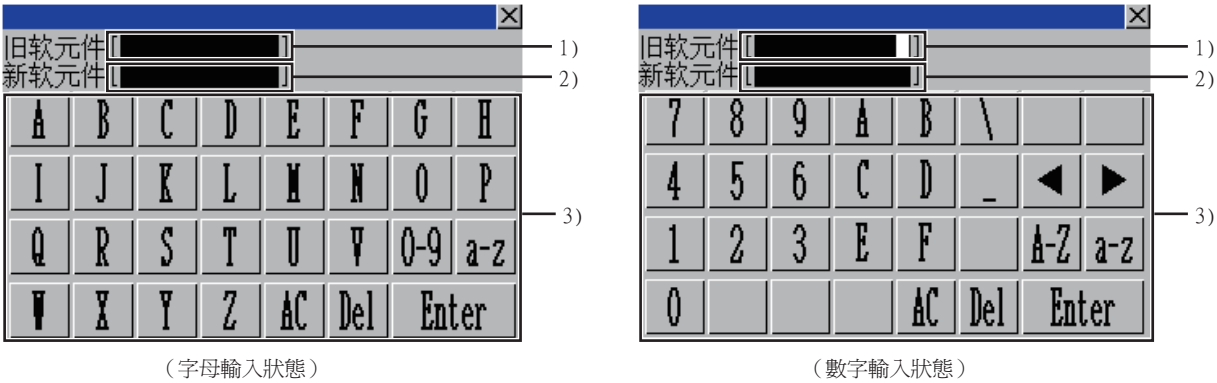 旧软元件[ ] 1)
新软元件[ ] 2)
A B C D E F G H
I J K L M N O P
3)
Q R S T U V 0-9 a-z
W X Y Z AC Del Enter
(字母輸入狀態)
旧软元件[ ] 1)
新软元件[ ] 2)
7 8 9 A B \
4 5 6 C D _ ◀ ▶
3)
1 2 3 E F A-Z a-z
0 AC Del Enter
(數字輸入狀態)